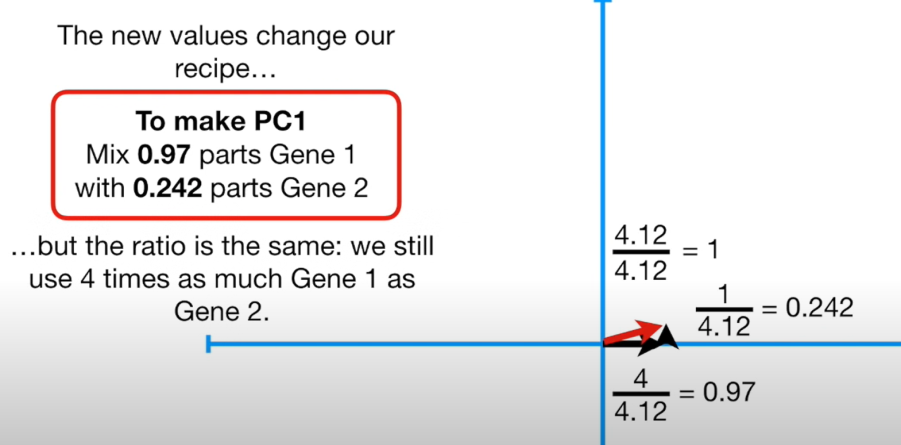 The new values change our
recipe…
To make PC1
Mix 0.97 parts Gene 1
with 0.242 parts Gene 2
…but the ratio is the same: we still
use 4 times as much Gene 1 as
Gene 2.
4.12
4.12
= 1
1
4.12
= 0.242
4
4.12
= 0.97